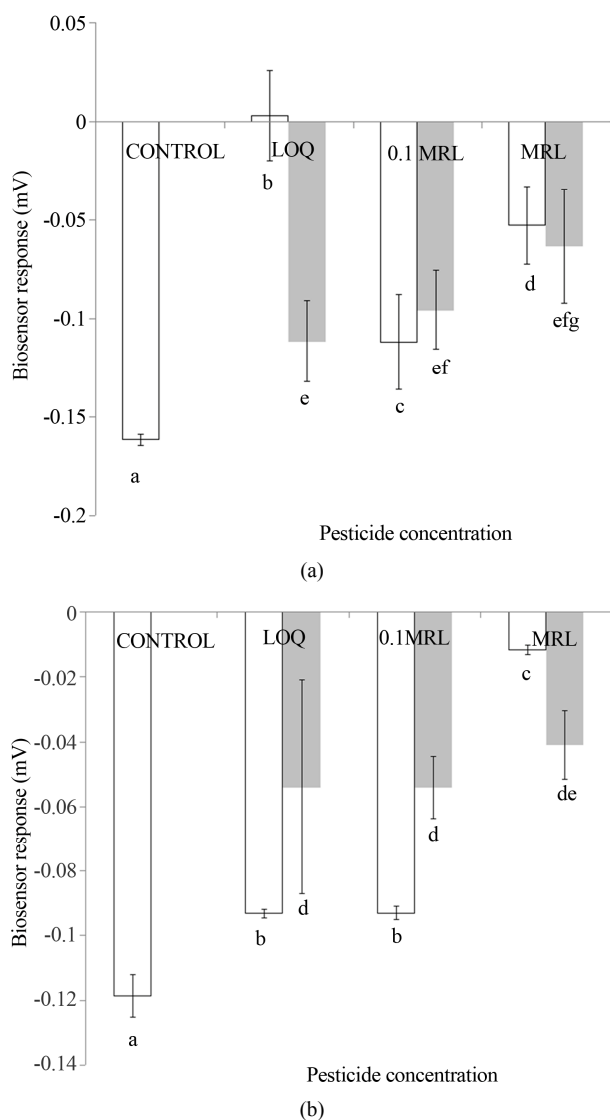 0.05
0
-0.05
-0.1
-0.15
-0.2
Biosensor response (mV)
CONTROL LOQ 0.1 MRL MRL
a
b
e
c
ef
d
efg
Pesticide concentration
(a)
0
-0.02
-0.04
-0.06
-0.08
-0.1
-0.12
-0.14
Biosensor response (mV)
CONTROL LOQ 0.1MRL MRL
a
b
d
b
d
c
de
Pesticide concentration
(b)